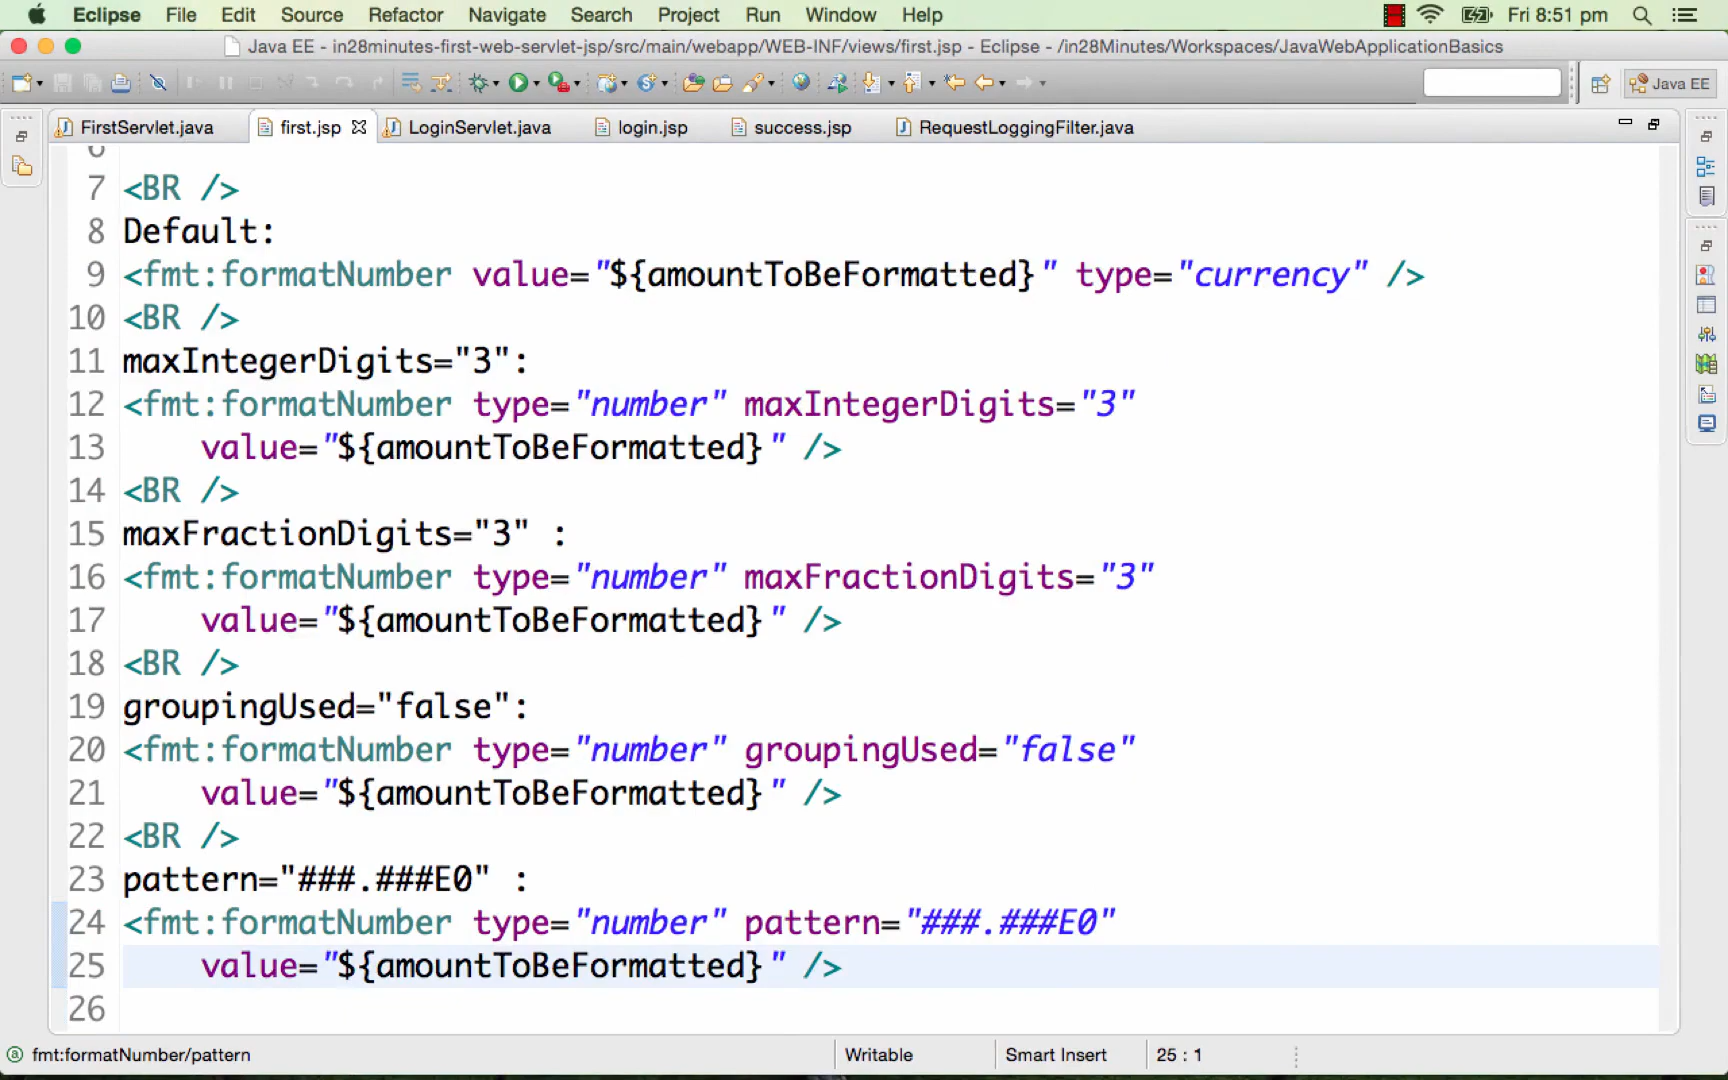 Eclipse File Edit Source Refactor Navigate Search Project Run Window Help Fri 8:51 pm
Java EE - in28minutes-first-web-servlet-jsp/src/main/webapp/WEB-INF/views/first.jsp - Eclipse - /in28Minutes/Workspaces/JavaWebApplicationBasics
Java EE
FirstServlet.java first.jsp LoginServlet.java login.jsp success.jsp RequestLoggingFilter.java
6
7 <BR />
8 Default:
9 <fmt:formatNumber value="${amountToBeFormatted}" type="currency" />
10 <BR />
11 maxIntegerDigits="3":
12 <fmt:formatNumber type="number" maxIntegerDigits="3"
13 value="${amountToBeFormatted}" />
14 <BR />
15 maxFractionDigits="3" :
16 <fmt:formatNumber type="number" maxFractionDigits="3"
17 value="${amountToBeFormatted}" />
18 <BR />
19 groupingUsed="false":
20 <fmt:formatNumber type="number" groupingUsed="false"
21 value="${amountToBeFormatted}" />
22 <BR />
23 pattern="###.###E0" :
24 <fmt:formatNumber type="number" pattern="###.###E0"
25 value="${amountToBeFormatted}" />
26
fmt:formatNumber/pattern Writable Smart Insert 25 : 1